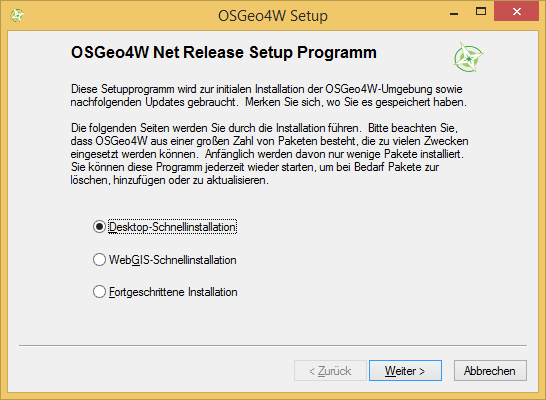 OSGeo4W Setup
OSGeo4W Net Release Setup Programm
Diese Setupprogramm wird zur initialen Installation der OSGeo4W-Umgebung sowie
nachfolgenden Updates gebraucht. Merken Sie sich, wo Sie es gespeichert haben.
Die folgenden Seiten werden Sie durch die Installation führen. Bitte beachten Sie,
dass OSGeo4W aus einer großen Zahl von Paketen besteht, die zu vielen Zwecken
eingesetzt werden können. Anfänglich werden davon nur wenige Pakete installiert.
Sie können diese Programm jederzeit wieder starten, um bei Bedarf Pakete zur
löschen, hinzufügen oder zu aktualisieren.
Desktop-Schnellinstallation
WebGIS-Schnellinstallation
Fortgeschrittene Installation
< Zurück Weiter > Abbrechen